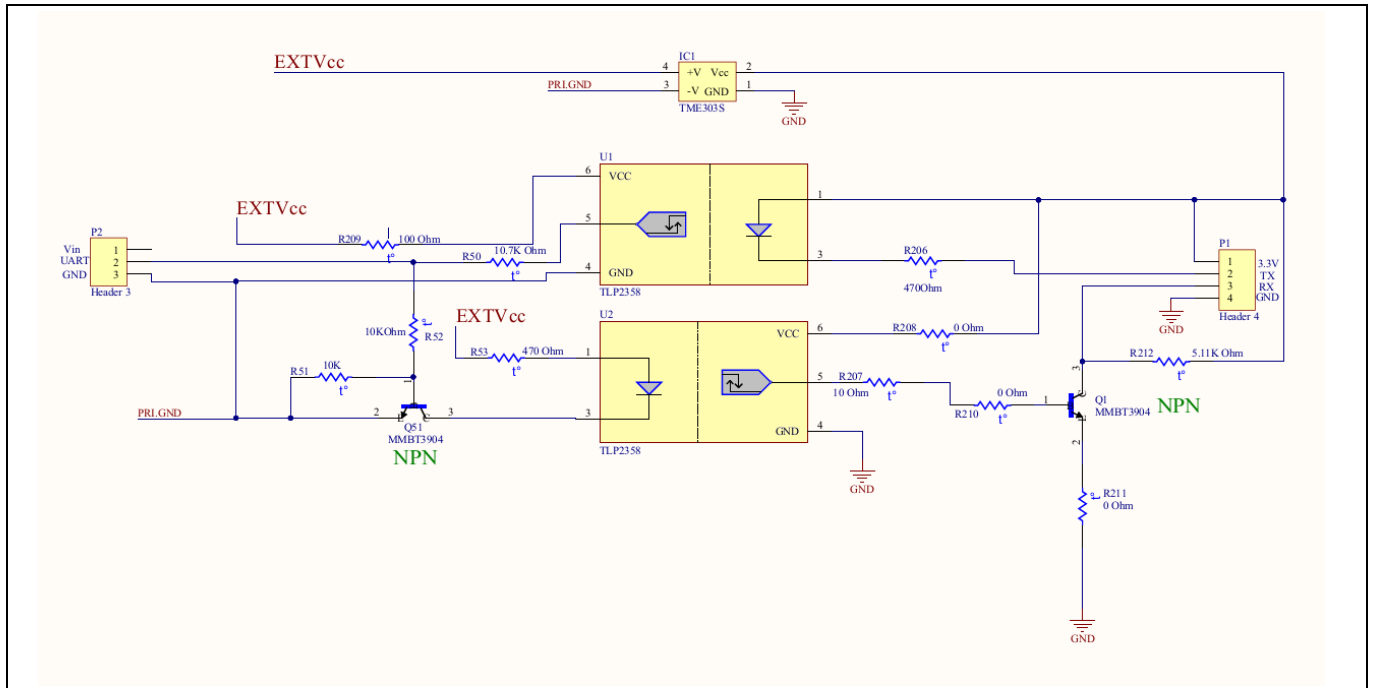 EXTVcc
IC1
4 +V Vcc 2
PRI.GND
3 -V GND 1
TME303S
GND
U1
6 VCC
1
EXTVcc
5
R209 100 Ohm
t°
P2
Vin 1
UART 2
GND 3
Header 3
10.7K Ohm
R50
t°
4 GND
3
TLP2358
R206
t°
470Ohm
P1
1 3.3V
2 TX
3 RX
4 GND
Header 4
GND
U2
EXTVcc
VCC 6
R208 0 Ohm
t°
10KOhm t° R52
R53 470 Ohm 1
t°
R212 5.11K Ohm
t°
3
R51 10K
t°
1
5 R207
10 Ohm t°
0 Ohm
R210 t°
1
Q1
MMBT3904
NPN
C
E
PRI.GND
2 E C 3
Q51
MMBT3904
NPN
3
GND 4
TLP2358
2
GND
t° R211
0 Ohm
GND